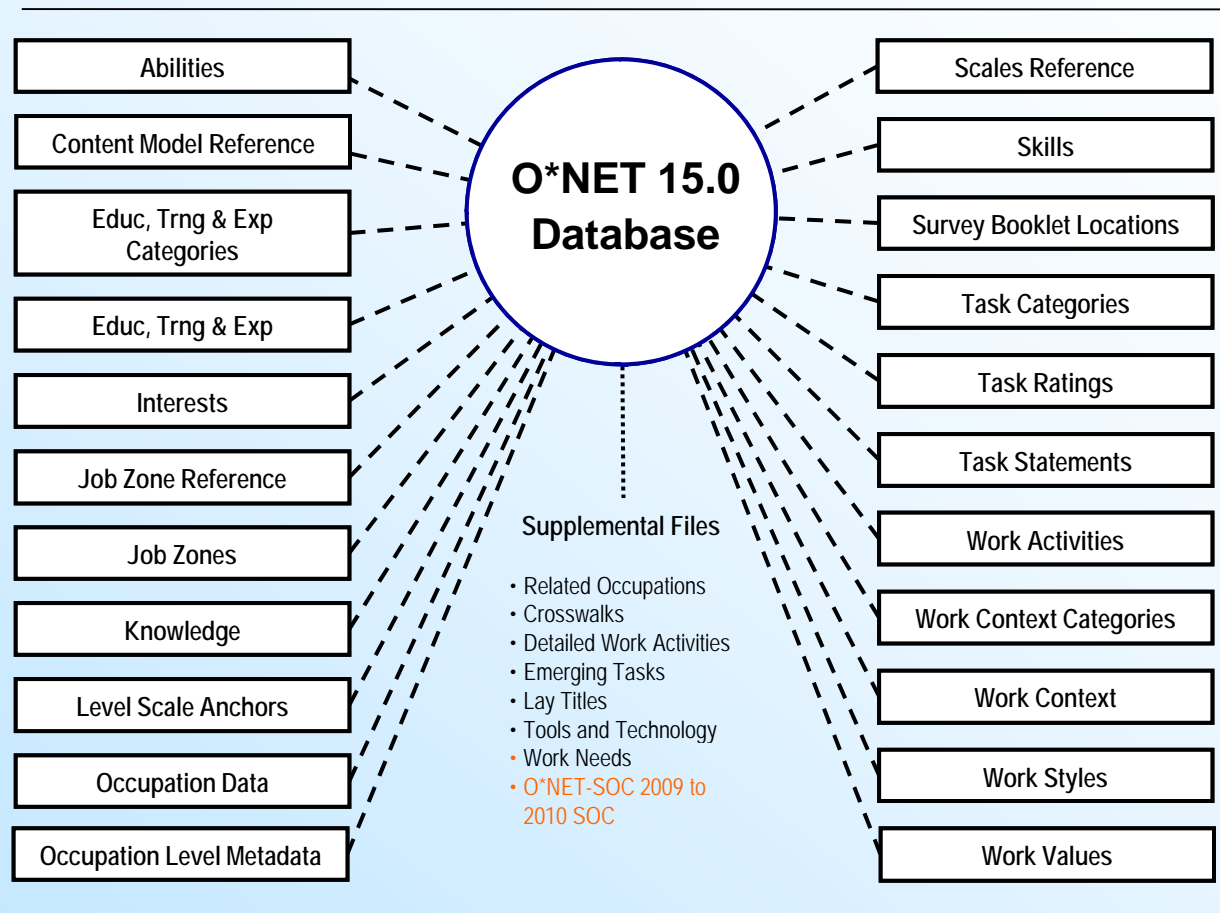 Abilities
Content Model Reference
Educ, Trng & Exp
Categories
Educ, Trng & Exp
Interests
Job Zone Reference
Job Zones
Knowledge
Level Scale Anchors
Occupation Data
Occupation Level Metadata
O*NET 15.0
Database
Supplemental Files
• Related Occupations
• Crosswalks
• Detailed Work Activities
• Emerging Tasks
• Lay Titles
• Tools and Technology
• Work Needs
• O*NET-SOC 2009 to
2010 SOC
Scales Reference
Skills
Survey Booklet Locations
Task Categories
Task Ratings
Task Statements
Work Activities
Work Context Categories
Work Context
Work Styles
Work Values